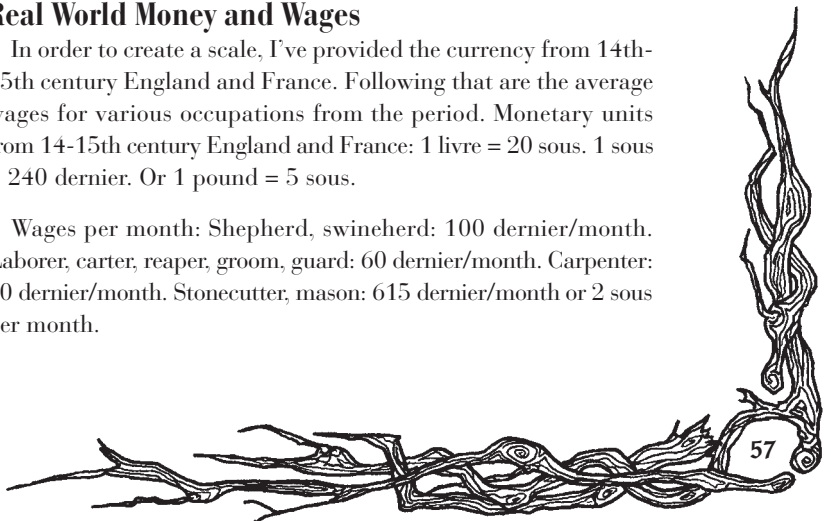 Real World Money and Wages
In order to create a scale, I've provided the currency from 14th-
5th century England and France. Following that are the average
wages for various occupations from the period. Monetary units
from 14-15th century England and France: 1 livre = 20 sous. 1 sous
240 dernier. Or 1 pound = 5 sous.
Wages per month: Shepherd, swineherd: 100 dernier/month.
Laborer, carter, reaper, groom, guard: 60 dernier/month. Carpenter:
0 dernier/month. Stonecutter, mason: 615 dernier/month or 2 sous
per month.
57